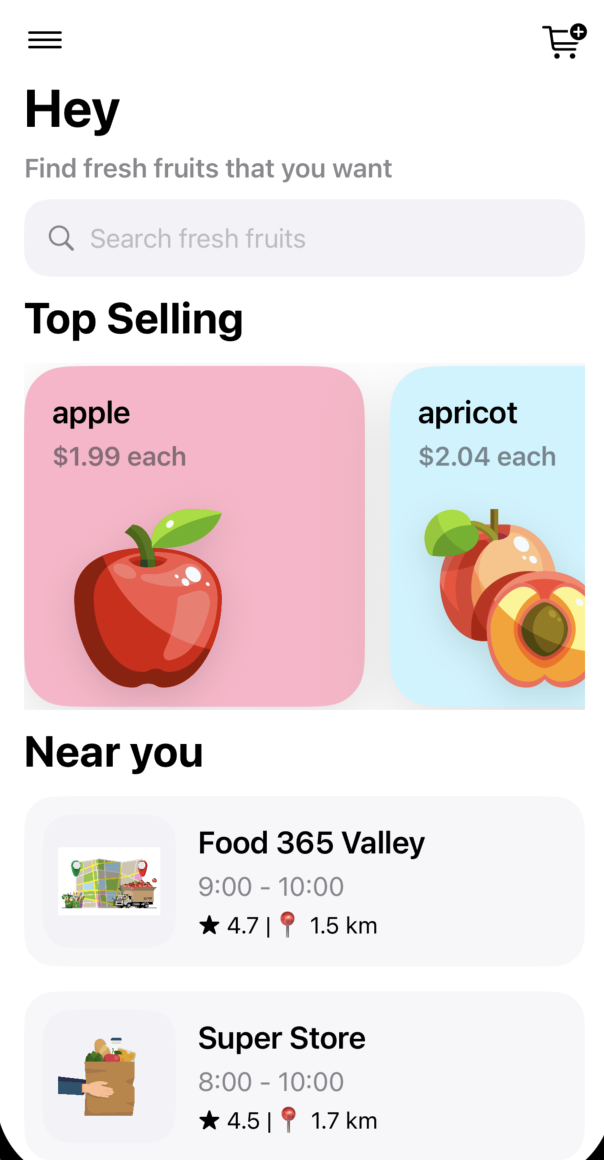 Hey
Find fresh fruits that you want
Search fresh fruits
Top Selling
apple
$1.99 each
apricot
$2.04 each
Near you
Food 365 Valley
9:00 - 10:00
★ 4.7 | 📍 1.5 km
Super Store
8:00 - 10:00
★ 4.5 | 📍 1.7 km